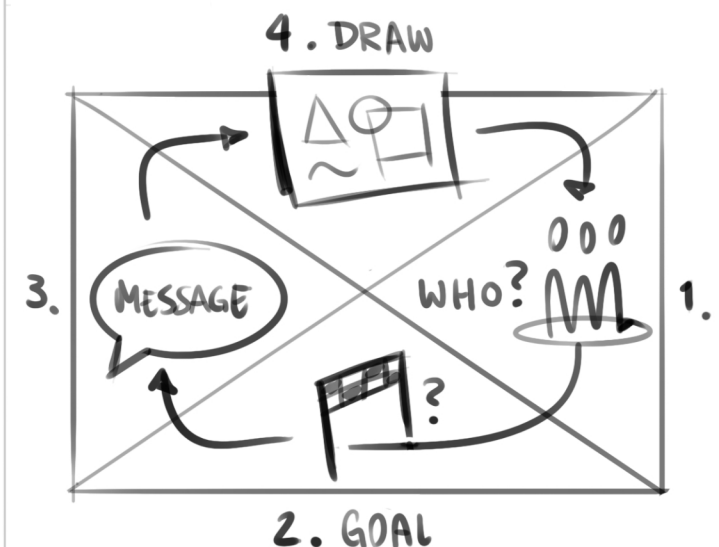 4. DRAW
3.
MESSAGE
WHO?
1.
?
2. GOAL